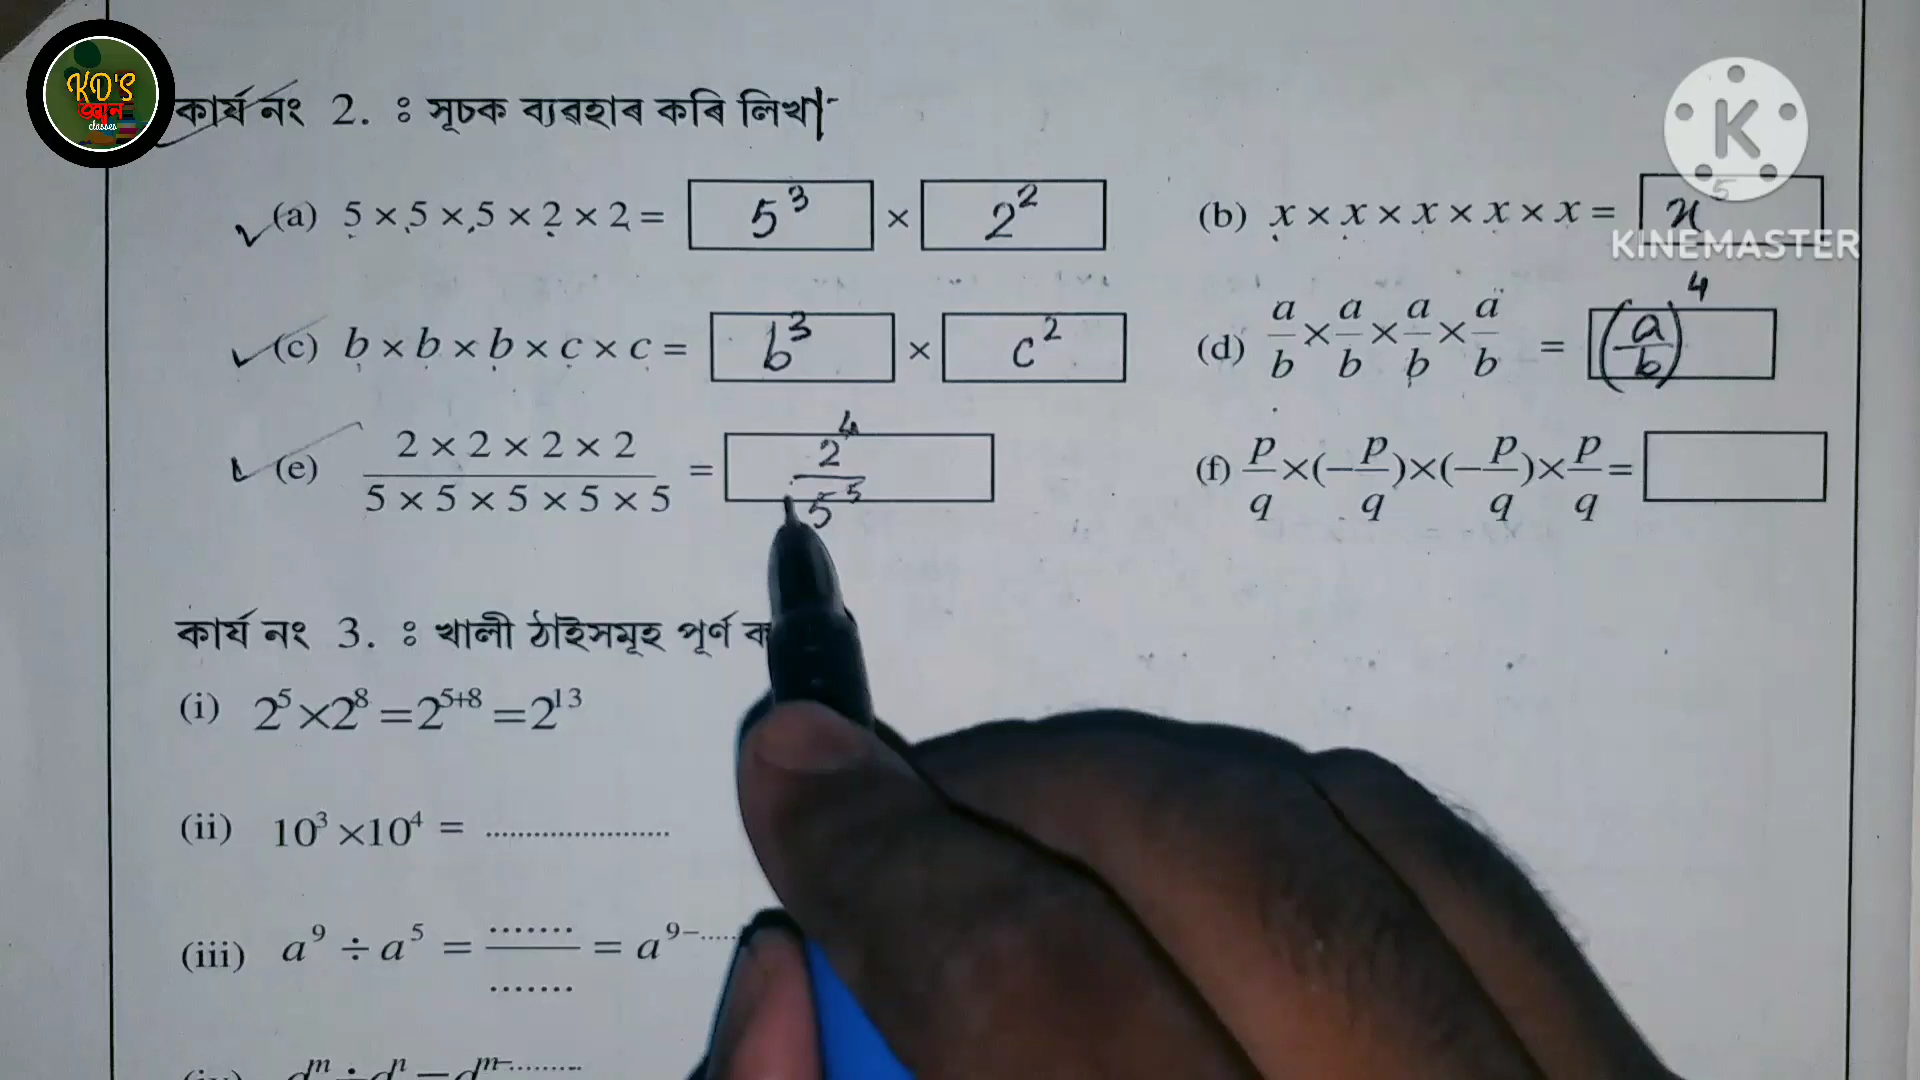 KD'S
জ্ঞান
classes
কাৰ্য নং 2. ঃ সূচক ব্যৱহাৰ কৰি লিখা
K
KINEMASTER
(a) 5 × 5 × 5 × 2 × 2 = 5³ × 2²
(b) x × x × x × x × x = x⁵
(c) b × b × b × c × c = b³ × c²
(d) a/b × a/b × a/b × a/b = (a/b)⁴
(e) 2 × 2 × 2 × 2 / 5 × 5 × 5 × 5 × 5 = 2⁴/5⁵
(f) p/q × (−p/q) × (−p/q) × p/q =
কাৰ্য নং 3. ঃ খালী ঠাইসমূহ পূৰ্ণ
(i) 2⁵ × 2⁸ = 2⁵⁺⁸ = 2¹³
(ii) 10³ × 10⁴ = ......................
(iii) a⁹ ÷ a⁵ = ......./....... = a⁹⁻·····